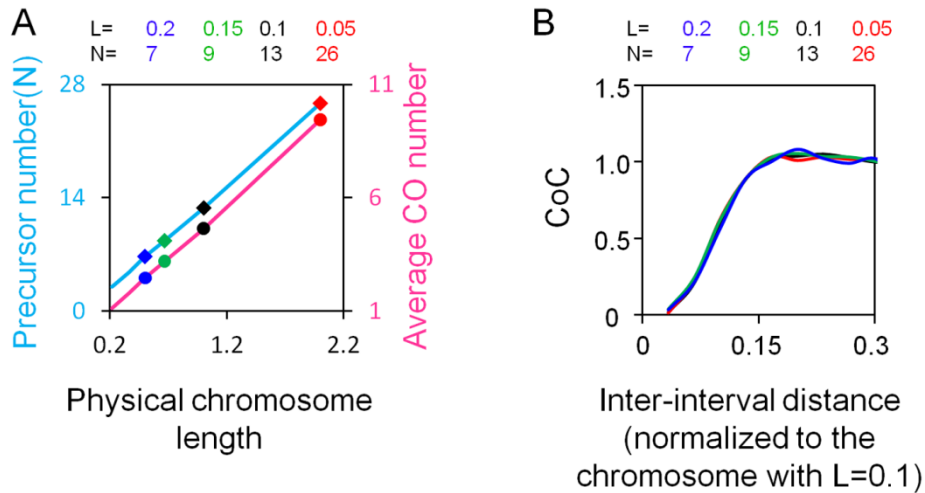 A
L= 0.2 0.15 0.1 0.05
N= 7 9 13 26
Precursor number(N)
28
14
0
11
6
1
Average CO number
0.2 1.2 2.2
Physical chromosome
length
B
L= 0.2 0.15 0.1 0.05
N= 7 9 13 26
CoC
1.5
1.0
0.5
0
0 0.15 0.3
Inter-interval distance
(normalized to the
chromosome with L=0.1)